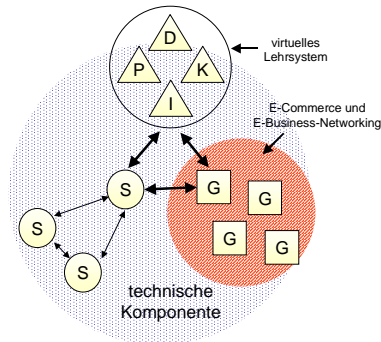 D
virtuelles
Lehrsystem
P
K
I
E-Commerce und
E-Business-Networking
S
G
G
S
G
G
S
technische
Komponente